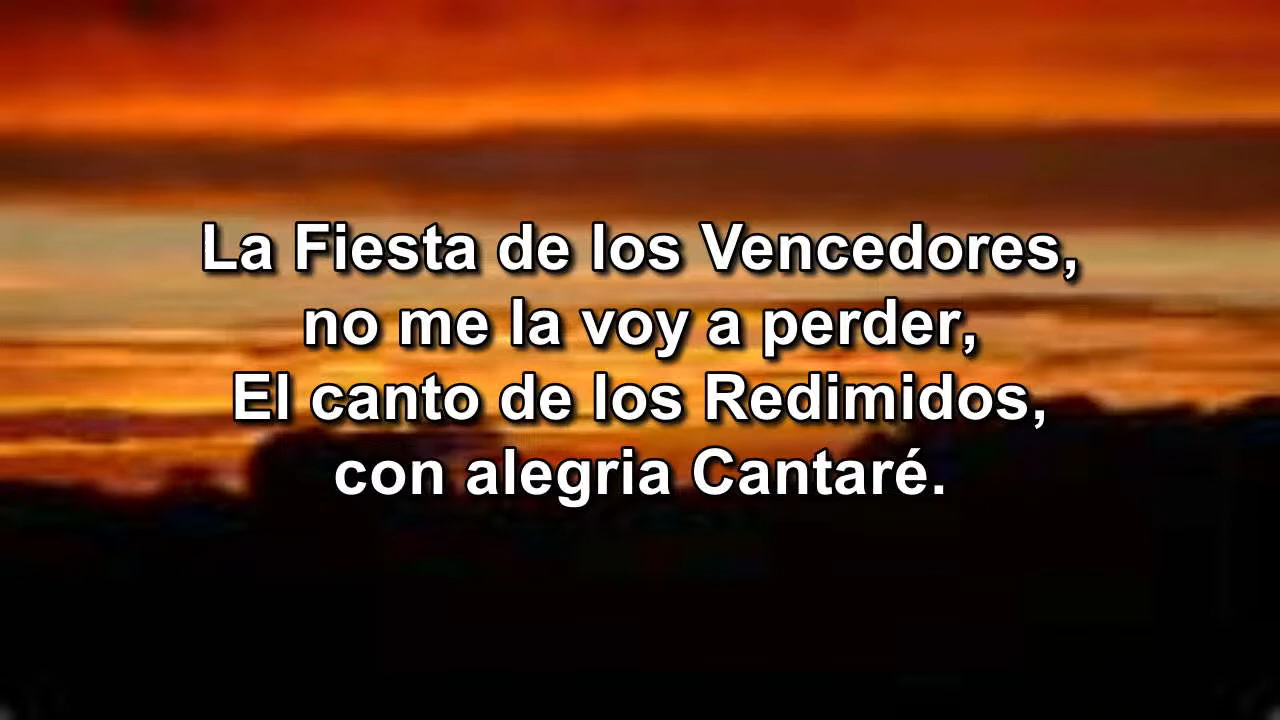 La Fiesta de los Vencedores,
no me la voy a perder,
El canto de los Redimidos,
con alegria Cantaré.